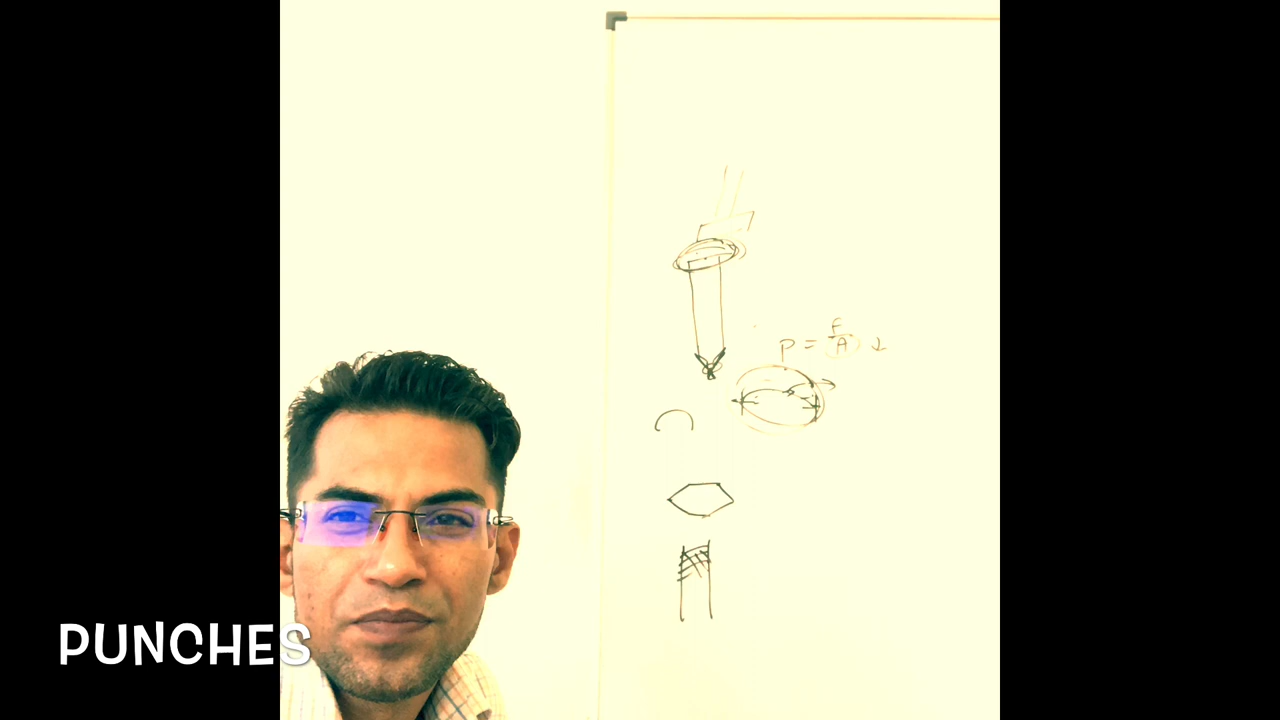 P = F/A ↓
PUNCHES